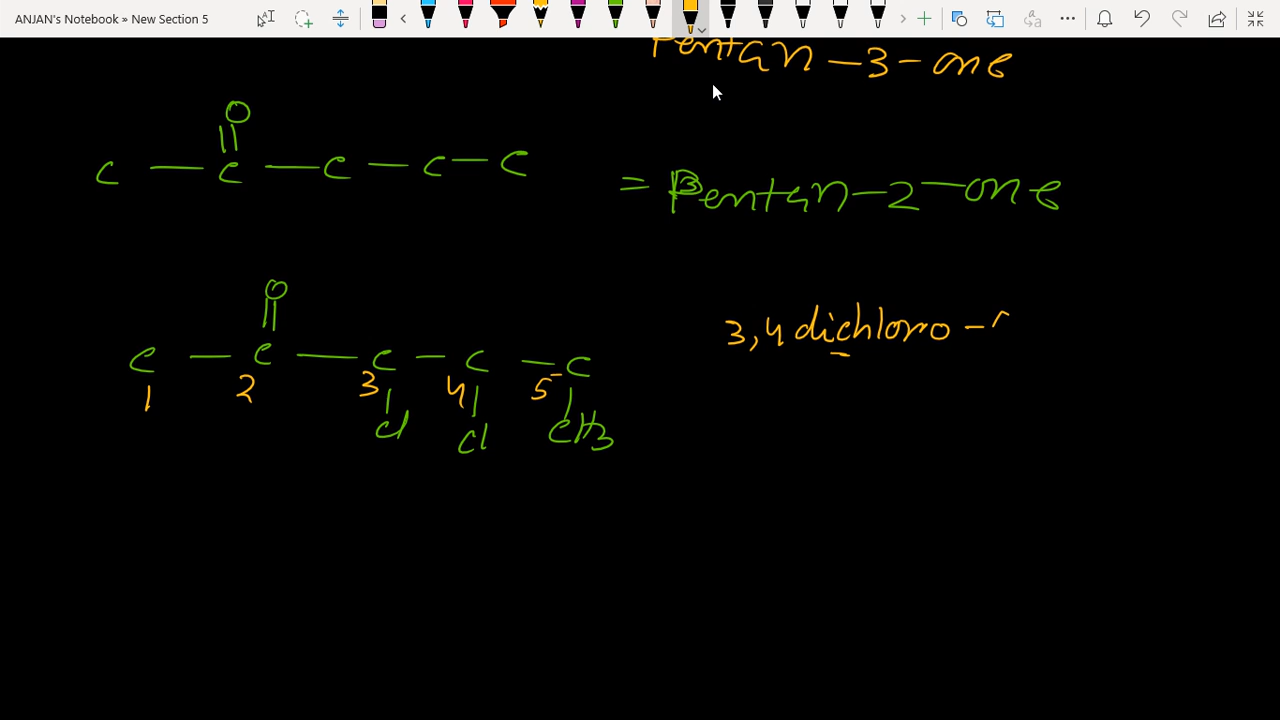 ANJAN's Notebook » New Section 5
Pentan-3-one
O
C - C - C - C - C = Pentan-2-one
O
C - C - C - C - C
1 2 3 4 5
Cl Cl CH3
3,4 dichloro -